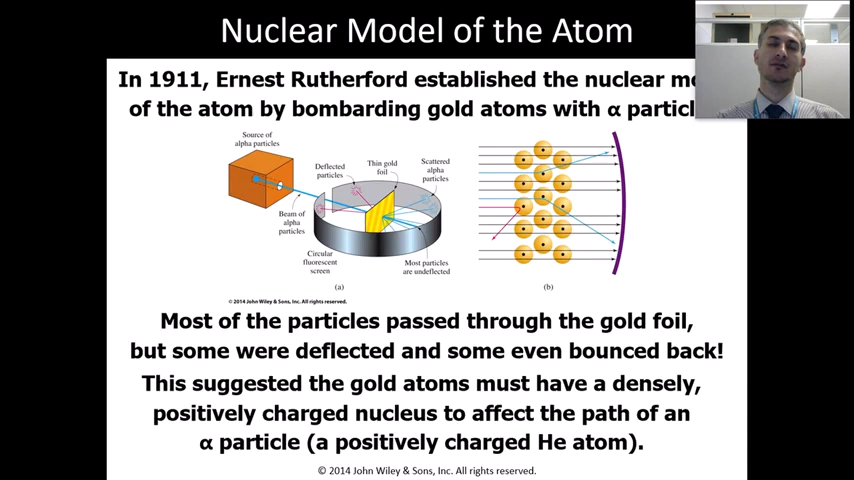 Nuclear Model of the Atom
In 1911, Ernest Rutherford established the nuclear
of the atom by bombarding gold atoms with α
Source of
alpha particles
Deflected
particles
Thin gold
foil
Scattered
alpha
particles
Beam of
alpha
particles
Circular
fluorescent
screen
Most particles
are undeflected
(a)
(b)
© 2014 John Wiley & Sons, Inc. All rights reserved.
Most of the particles passed through the gold foil,
but some were deflected and some even bounced back!
This suggested the gold atoms must have a densely,
positively charged nucleus to affect the path of an
α particle (a positively charged He atom).
© 2014 John Wiley & Sons, Inc. All rights reserved.